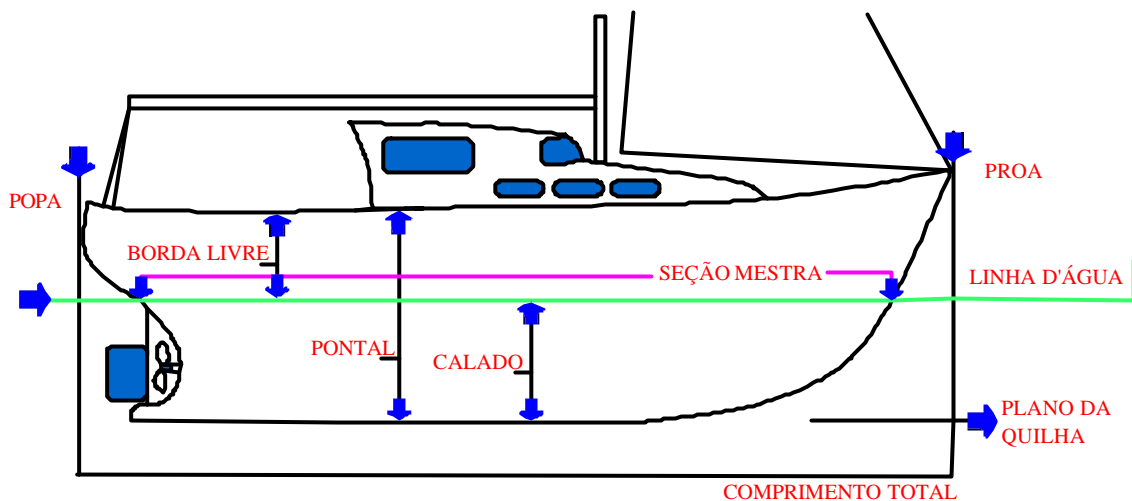 PROA
POPA
BORDA LIVRE
SEÇÃO MESTRA
LINHA D'ÁGUA
PONTAL
CALADO
PLANO DA
QUILHA
COMPRIMENTO TOTAL